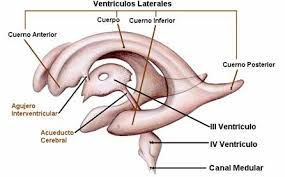 Ventrículos Laterales
Cuerpo
Cuerno Inferior
Cuerno Anterior
Cuerno Posterior
Agujero
Interventricular
Acueducto
Cerebral
III Ventrículo
IV Ventrículo
Canal Medular